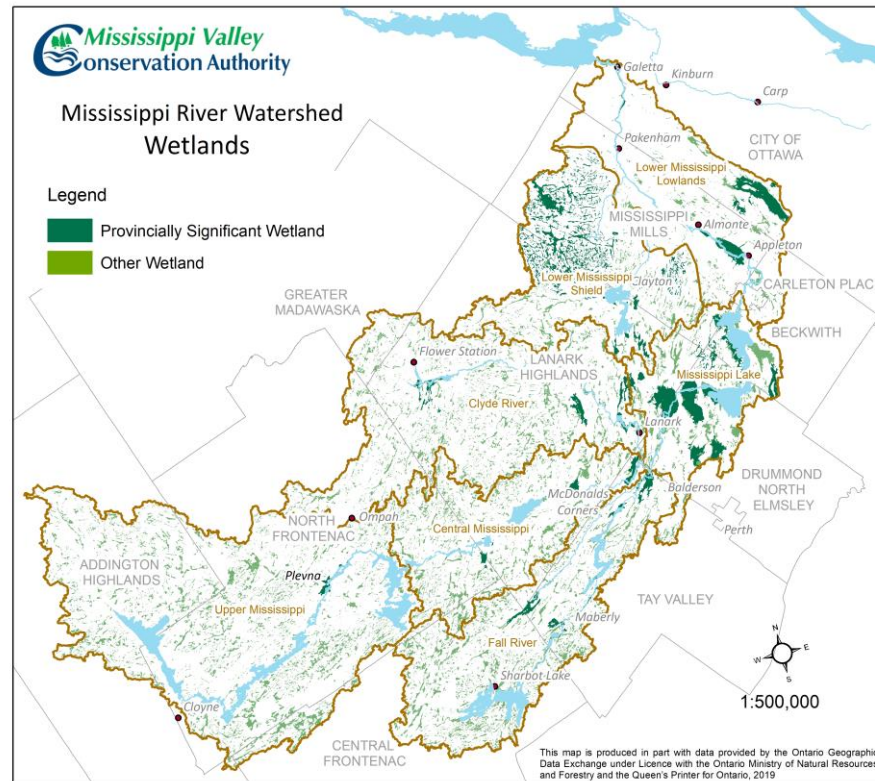 Mississippi Valley
Conservation Authority
Mississippi River Watershed
Wetlands
Legend
Provincially Significant Wetland
Other Wetland
Galetta
Kinburn
Carp
CITY OF
OTTAWA
Pakenham
Lower Mississippi
Lowlands
MISSISSIPPI
MILLS
Almonte
Appleton
Lower Mississippi
Shield
Clayton
CARLETON PLAC
GREATER
MADAWASKA
BECKWITH
Flower Station
LANARK
HIGHLANDS
Mississippi Lake
Clyde River
Lanark
DRUMMOND
NORTH
ELMSLEY
Balderson
McDonalds
Corners
Perth
NORTH
FRONTENAC
Ompah
Central Mississippi
ADDINGTON
HIGHLANDS
Plevna
Upper Mississippi
TAY VALLEY
Maberly
Fall River
Sharbot Lake
Cloyne
CENTRAL
FRONTENAC
N
W E
S
1:500,000
This map is produced in part with data provided by the Ontario Geographic
Data Exchange under Licence with the Ontario Ministry of Natural Resources
and Forestry and the Queen's Printer for Ontario, 2019